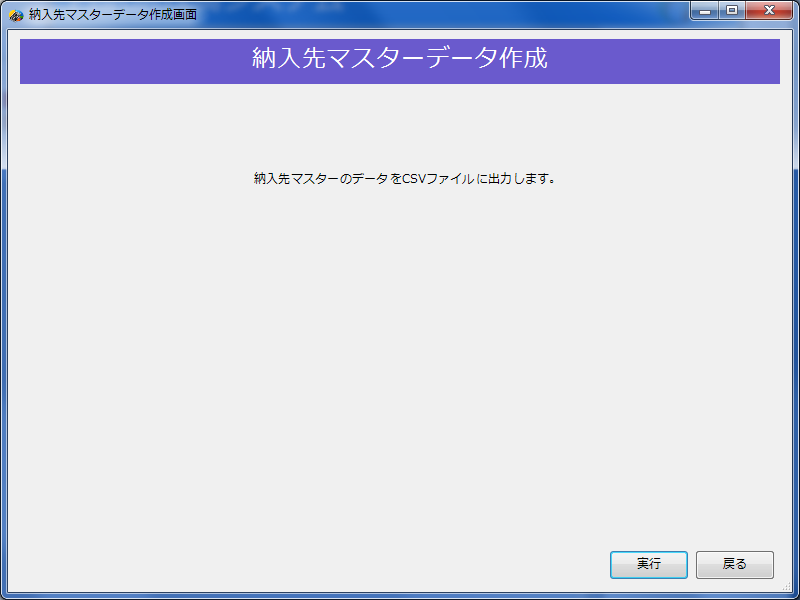 納入先マスターデータ作成画面
納入先マスターデータ作成
納入先マスターのデータをCSVファイルに出力します。
実行
戻る